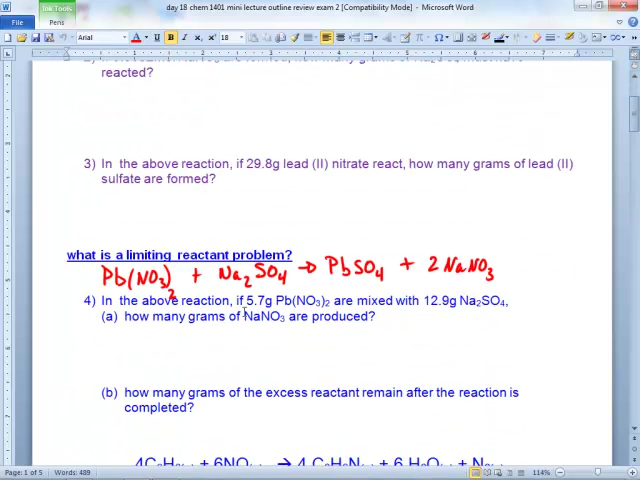 Ink Tools
day 18 chem 1401 mini lecture outline review exam 2 [Compatibility Mode] - Microsoft Word
File
Pens
Arial
18
reacted?
3) In the above reaction, if 29.8g lead (II) nitrate react, how many grams of lead (II)
sulfate are formed?
what is a limiting reactant problem?
Pb(NO₃)₂ + Na₂SO₄ → PbSO₄ + 2NaNO₃
4) In the above reaction, if 5.7g Pb(NO₃)₂ are mixed with 12.9g Na₂SO₄,
(a) how many grams of NaNO₃ are produced?
(b) how many grams of the excess reactant remain after the reaction is
completed?
Page: 1 of 5 Words: 489
114%